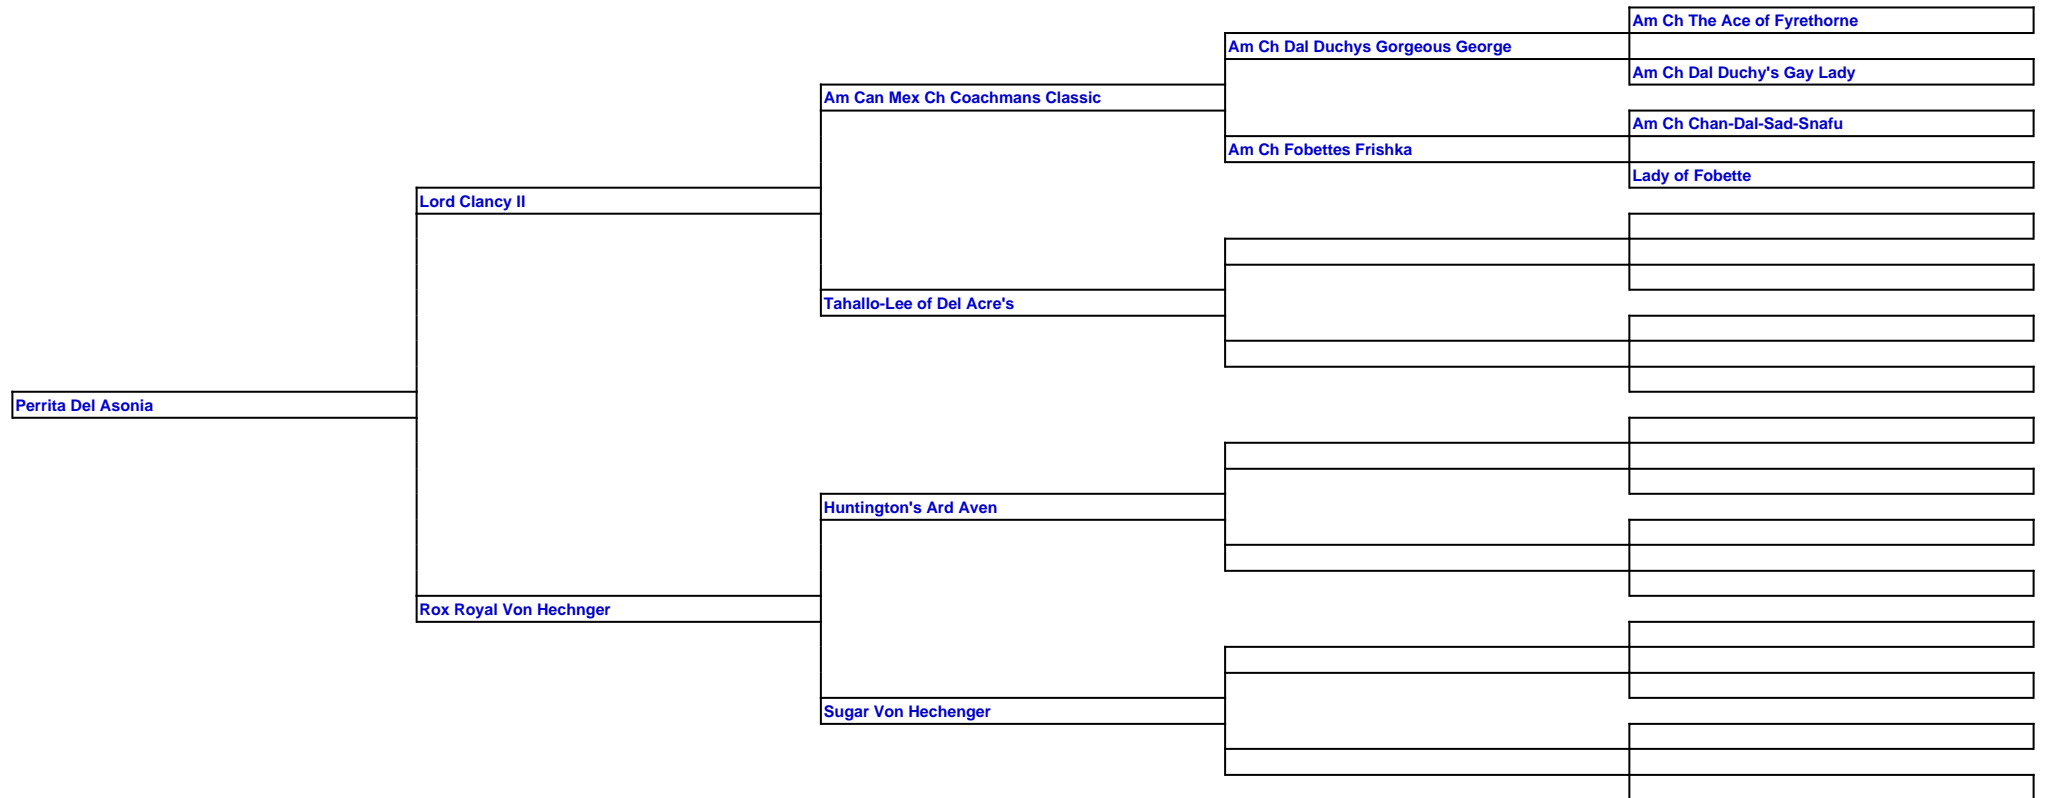 Am Ch The Ace of Fyrethorne
Am Ch Dal Duchys Gorgeous George
Am Ch Dal Duchy's Gay Lady
Am Can Mex Ch Coachmans Classic
Am Ch Chan-Dal-Sad-Snafu
Am Ch Fobettes Frishka
Lady of Fobette
Lord Clancy II
Tahallo-Lee of Del Acre's
Perrita Del Asonia
Huntington's Ard Aven
Rox Royal Von Hechnger
Sugar Von Hechenger